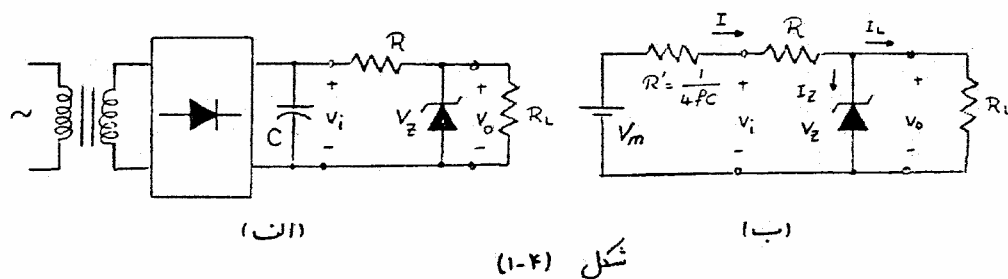 R
C
+
Vi
-
VZ
+
Vo
-
RL
(الف)
I
R
IL
R' = 1/4fC
+
Vi
-
IZ
VZ
+
Vo
-
RL
Vm
(ب)
شکل (۴-۱)